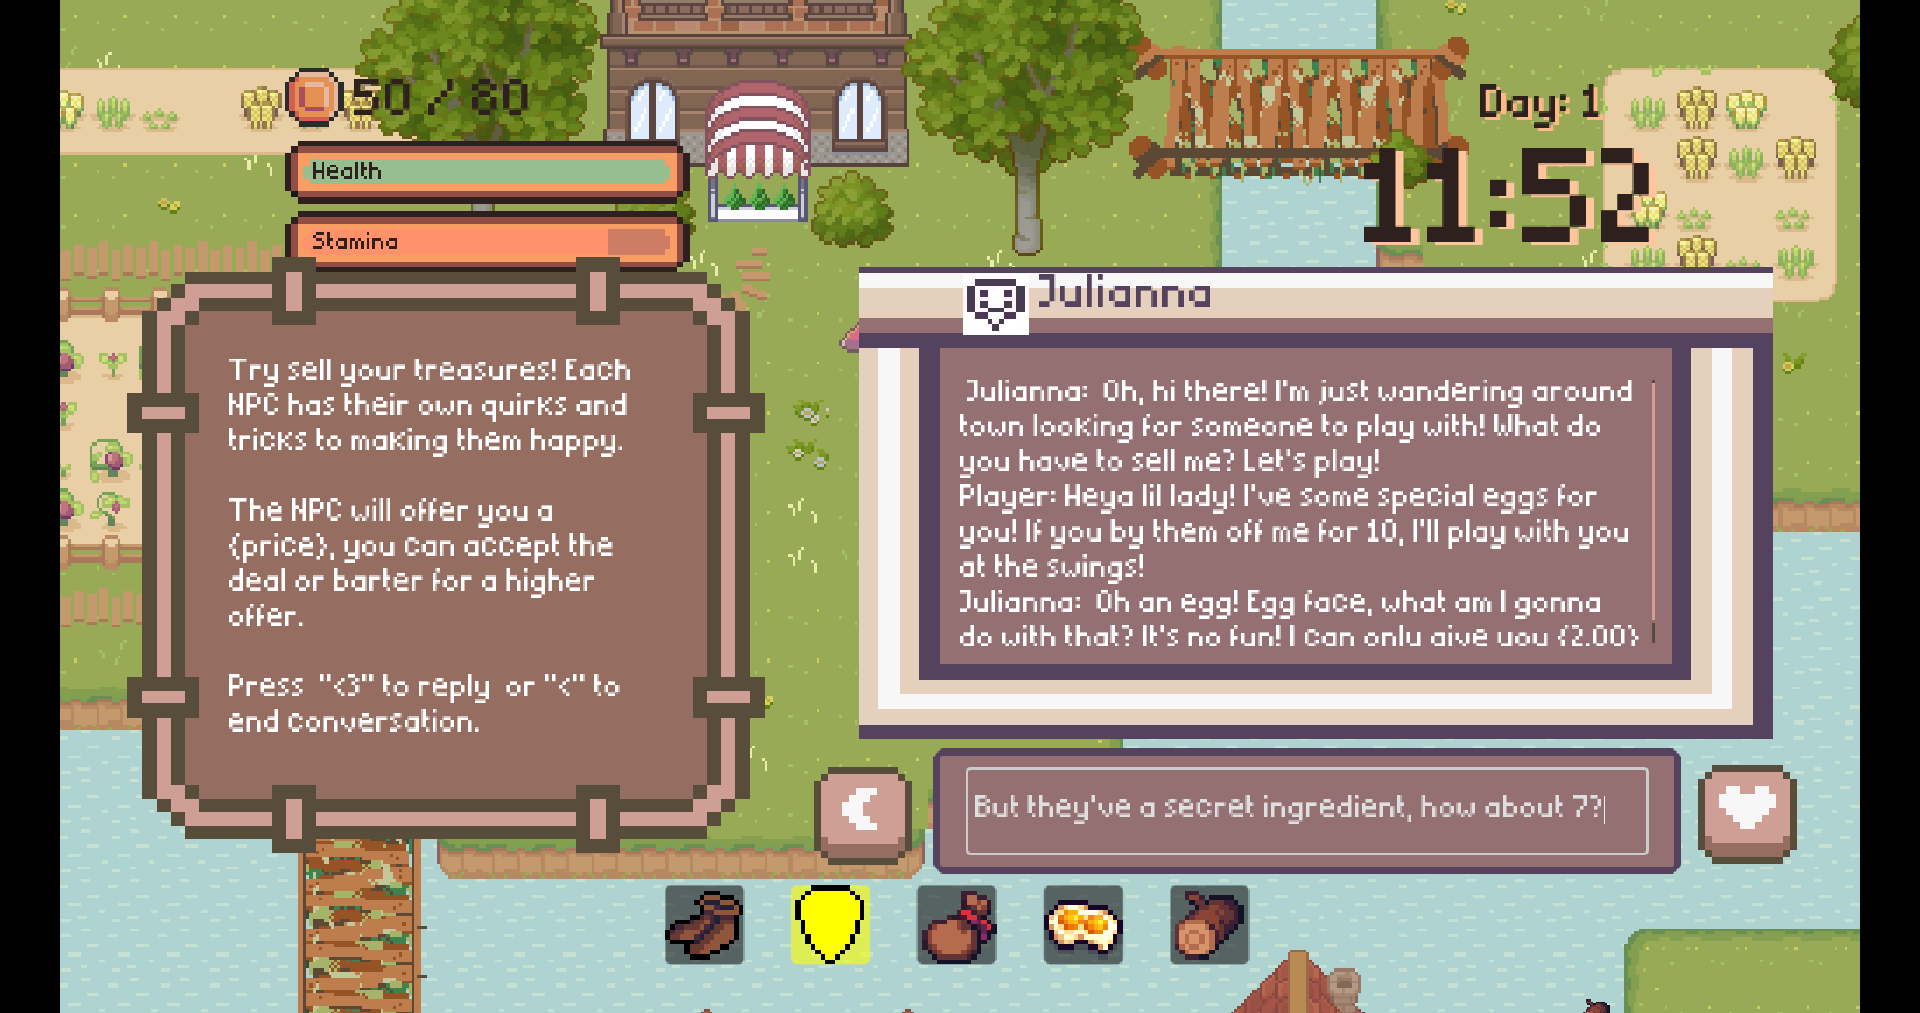 50 / 80
Day: 1
11:52
Health
Stamina
Try sell your treasures! Each
NPC has their own quirks and
tricks to making them happy.
The NPC will offer you a
{price}, you can accept the
deal or barter for a higher
offer.
Press "<3" to reply or "<" to
end conversation.
Julianna
Julianna: Oh, hi there! I'm just wandering around
town looking for someone to play with! What do
you have to sell me? Let's play!
Player: Heya lil lady! I've some special eggs for
you! If you by them off me for 10, I'll play with you
at the swings!
Julianna: Oh an egg! Egg face, what am I gonna
do with that? It's no fun! I can only give you {2.00}
But they've a secret ingredient, how about 7?